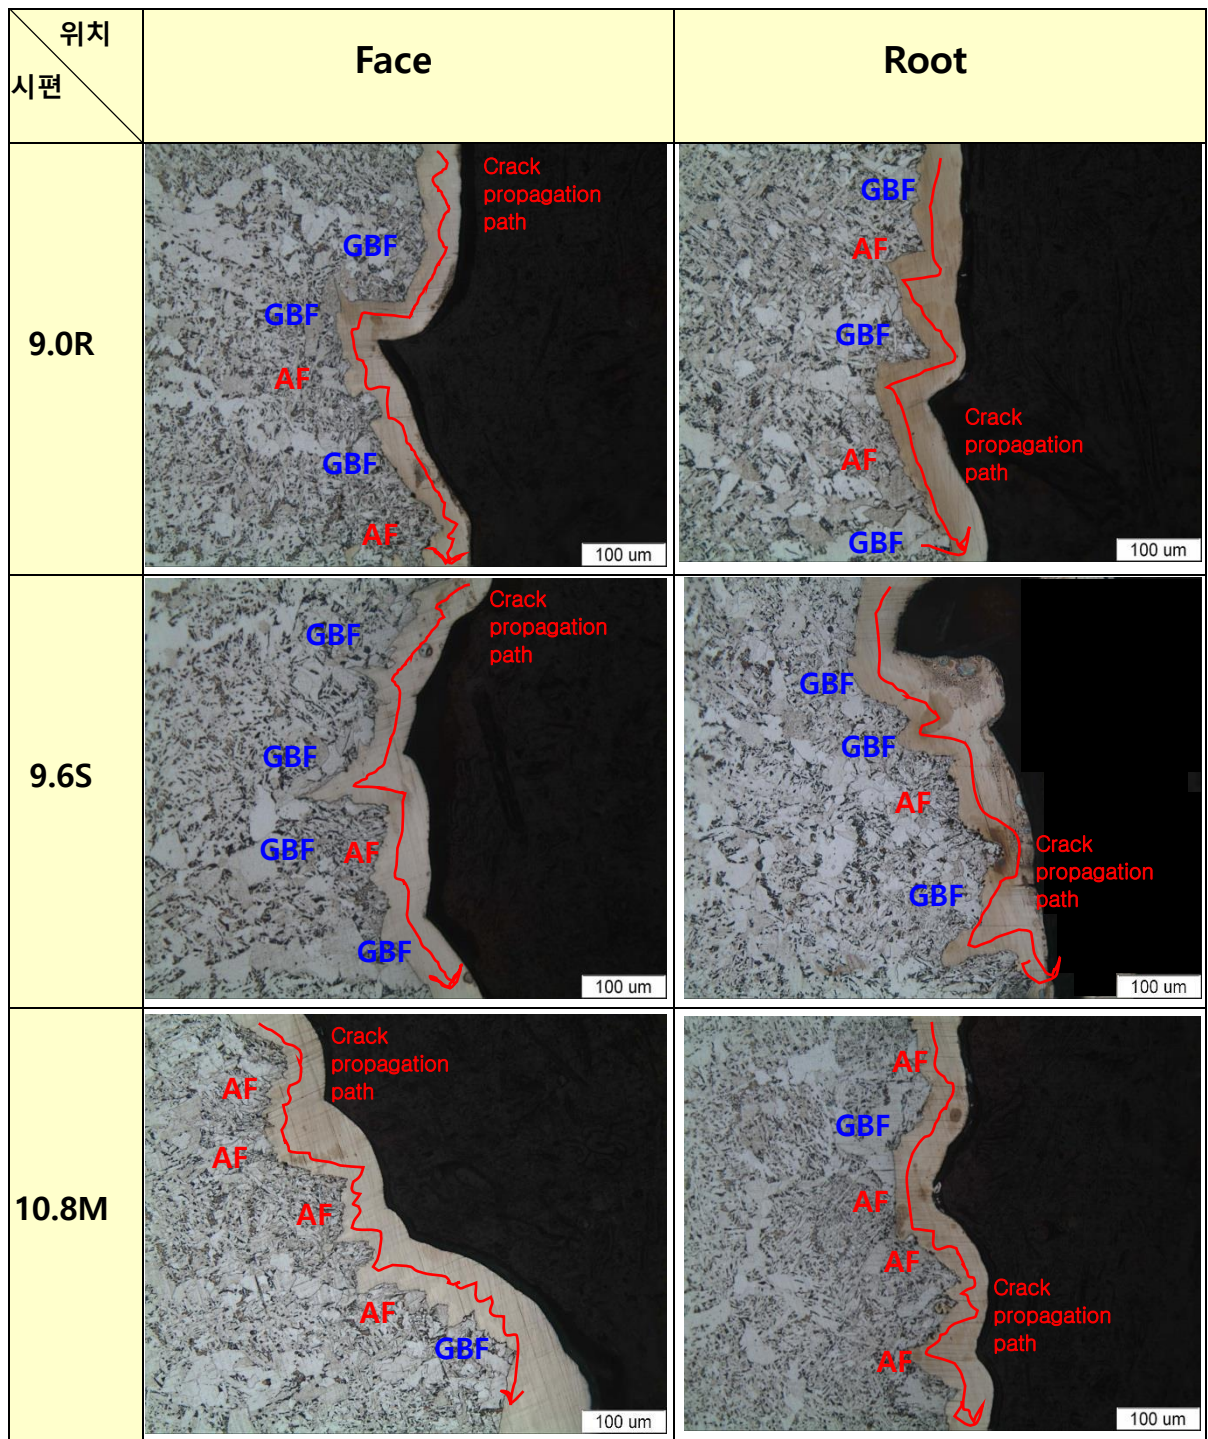 위치
시편
Face
Root
9.0R
GBF
GBF
AF
GBF
AF
Crack
propagation
path
100 um
GBF
AF
GBF
AF
GBF
Crack
propagation
path
100 um
9.6S
GBF
GBF
GBF
AF
GBF
Crack
propagation
path
100 um
GBF
GBF
AF
GBF
Crack
propagation
path
100 um
10.8M
Crack
propagation
path
AF
AF
AF
AF
GBF
100 um
AF
GBF
AF
AF
Crack
propagation
path
AF
100 um